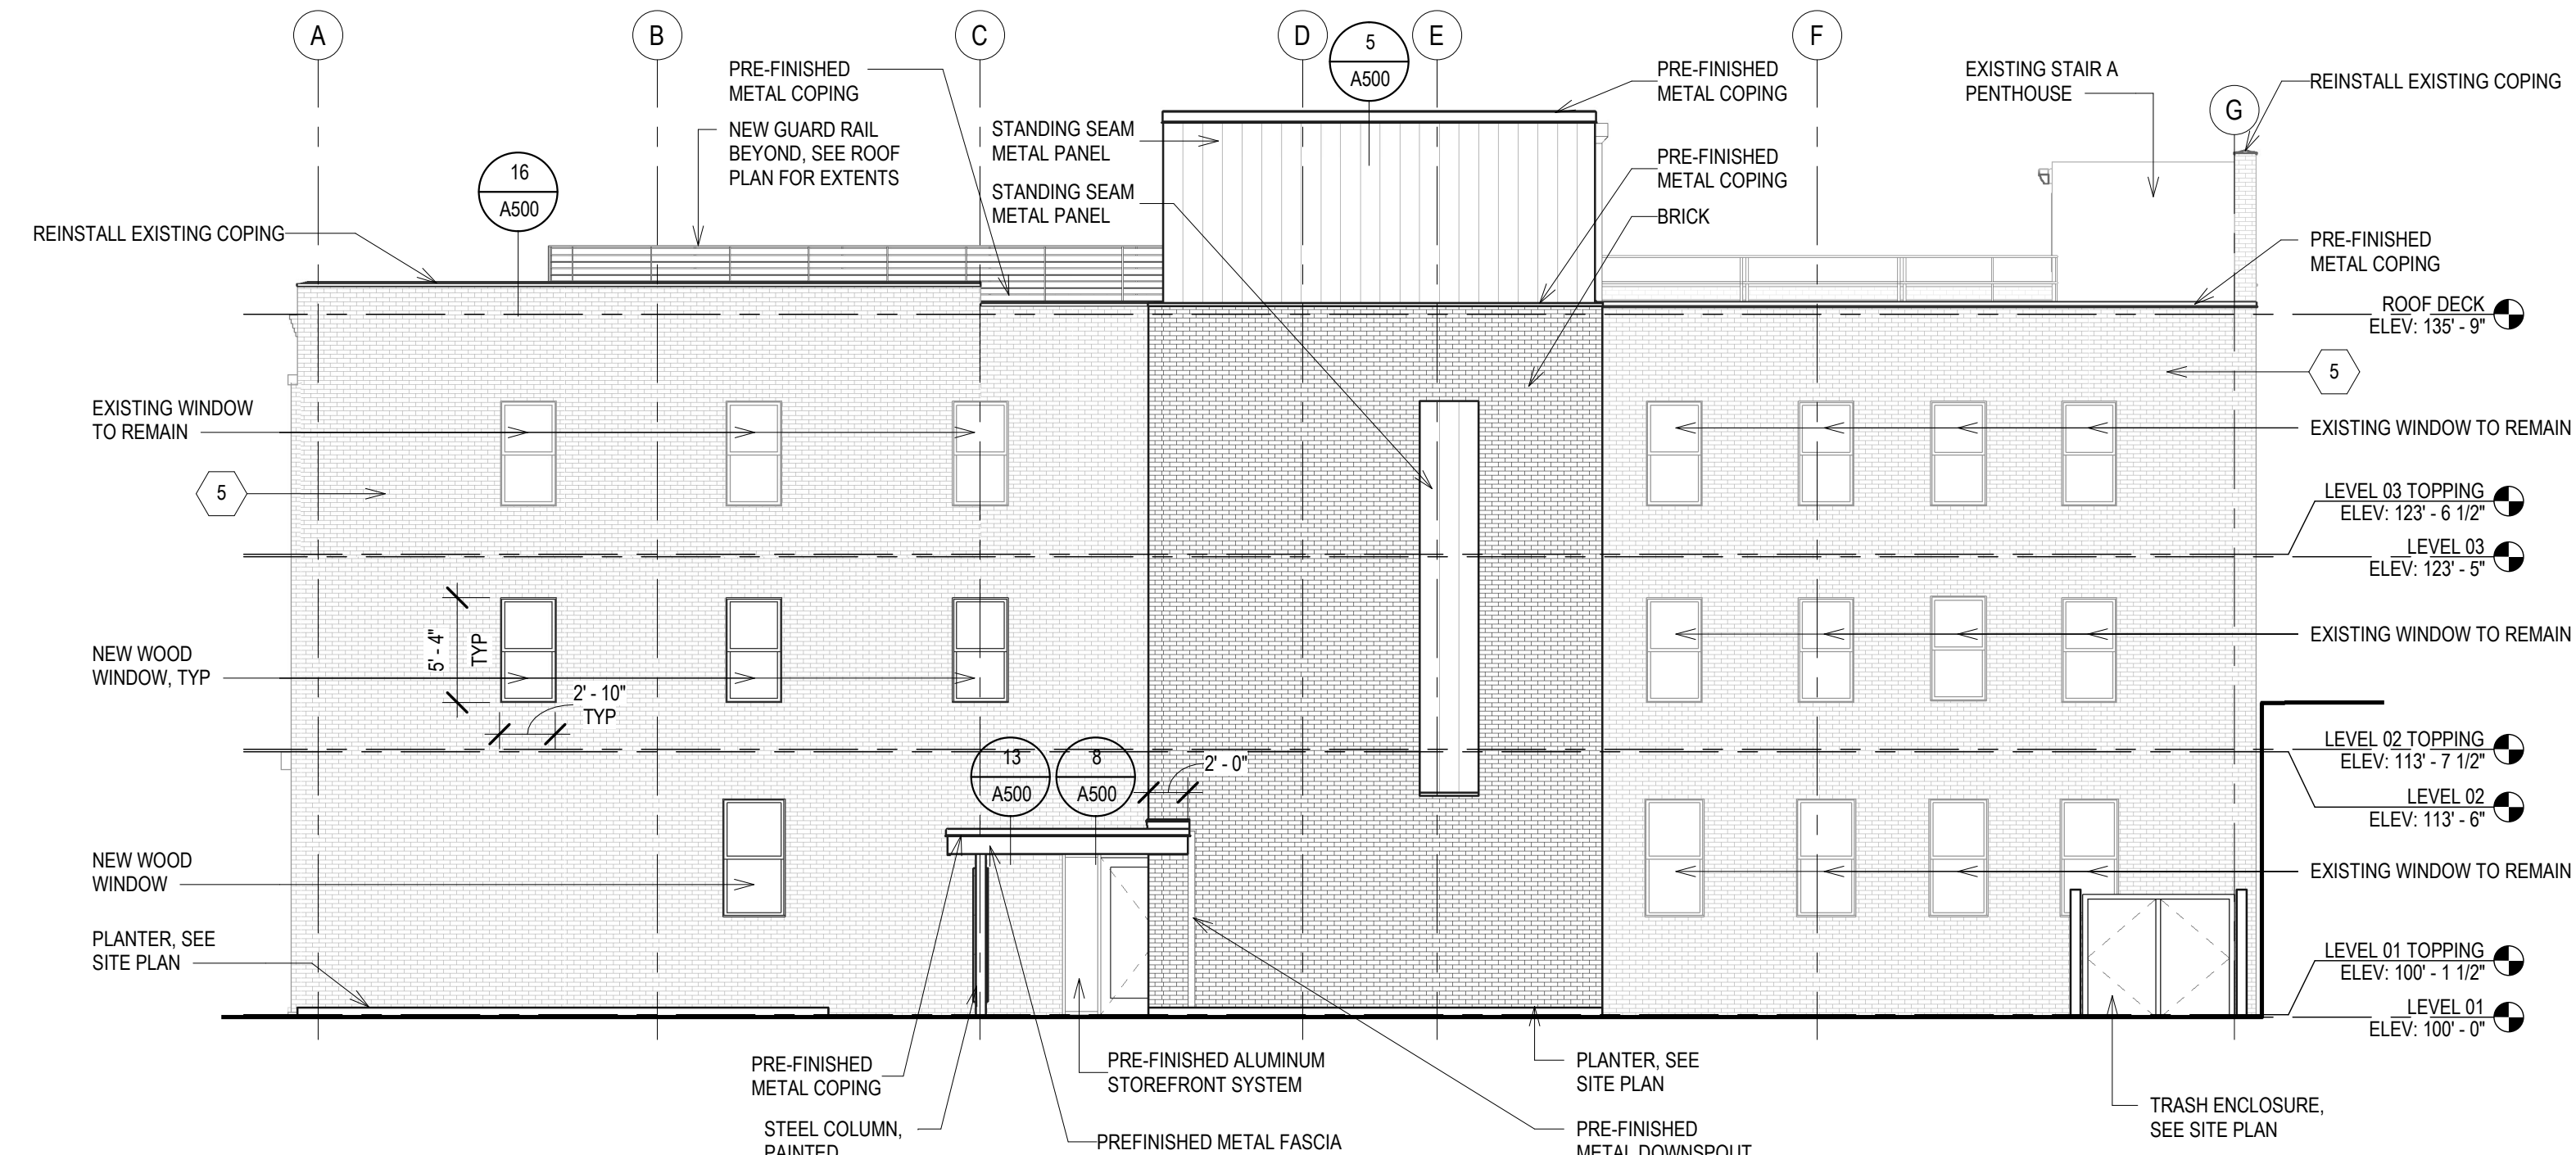 A
B
C
D
E
F
G
5
A500
PRE-FINISHED
METAL COPING
NEW GUARD RAIL
BEYOND, SEE ROOF
PLAN FOR EXTENTS
STANDING SEAM
METAL PANEL
STANDING SEAM
METAL PANEL
PRE-FINISHED
METAL COPING
PRE-FINISHED
METAL COPING
BRICK
EXISTING STAIR A
PENTHOUSE
REINSTALL EXISTING COPING
16
A500
REINSTALL EXISTING COPING
PRE-FINISHED
METAL COPING
ROOF DECK
ELEV: 135' - 9"
5
EXISTING WINDOW
TO REMAIN
EXISTING WINDOW TO REMAIN
5
LEVEL 03 TOPPING
ELEV: 123' - 6 1/2"
LEVEL 03
ELEV: 123' - 5"
5' - 4"
TYP
NEW WOOD
WINDOW, TYP
2' - 10"
TYP
EXISTING WINDOW TO REMAIN
13
A500
8
A500
2' - 0"
LEVEL 02 TOPPING
ELEV: 113' - 7 1/2"
LEVEL 02
ELEV: 113' - 6"
NEW WOOD
WINDOW
EXISTING WINDOW TO REMAIN
PLANTER, SEE
SITE PLAN
LEVEL 01 TOPPING
ELEV: 100' - 1 1/2"
LEVEL 01
ELEV: 100' - 0"
PRE-FINISHED
METAL COPING
PRE-FINISHED ALUMINUM
STOREFRONT SYSTEM
PLANTER, SEE
SITE PLAN
TRASH ENCLOSURE,
SEE SITE PLAN
STEEL COLUMN,
PAINTED
PREFINISHED METAL FASCIA
PRE-FINISHED
METAL DOWNSPOUT